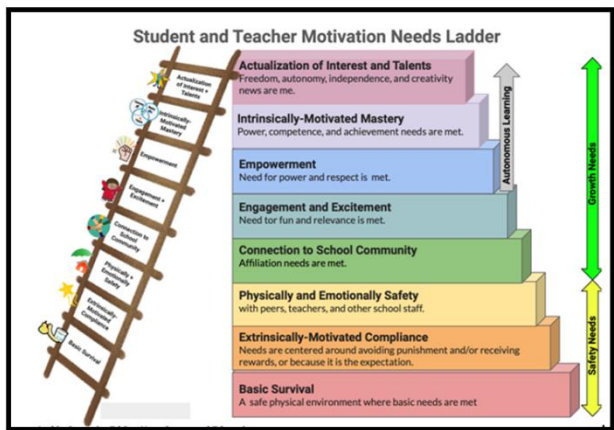 Student and Teacher Motivation Needs Ladder
Actualization of Interest and Talents
Freedom, autonomy, independence, and creativity
news are me.
Intrinsically-Motivated Mastery
Power, competence, and achievement needs are met.
Empowerment
Need for power and respect is met.
Engagement and Excitement
Need tor fun and relevance is met.
Connection to School Community
Affiliation needs are met.
Physically and Emotionally Safety
with peers, teachers, and other school staff.
Extrinsically-Motivated Compliance
Needs are centered around avoiding punishment and/or receiving
rewards, or because it is the expectation.
Basic Survival
A safe physical environment where basic needs are met
Actualization
of Interest +
Talents
Intrinsically-
Motivated
Mastery
Empowerment
Engagement +
Excitement
Connection to
School
Community
Physically +
Emotionally
Safety
Extrinsically-
Motivated
Compliance
Basic Survival
Autonomous Learning
Growth Needs
Safety Needs